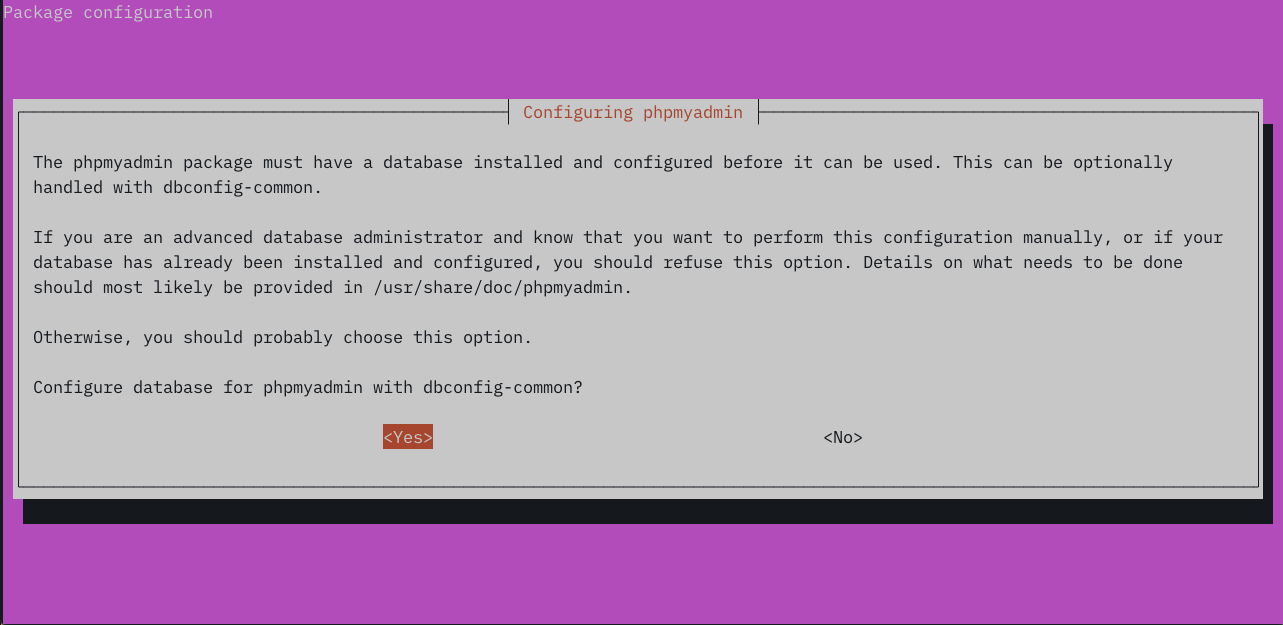 Package configuration
Configuring phpmyadmin
The phpmyadmin package must have a database installed and configured before it can be used. This can be optionally
handled with dbconfig-common.
If you are an advanced database administrator and know that you want to perform this configuration manually, or if your
database has already been installed and configured, you should refuse this option. Details on what needs to be done
should most likely be provided in /usr/share/doc/phpmyadmin.
Otherwise, you should probably choose this option.
Configure database for phpmyadmin with dbconfig-common?
<Yes> <No>